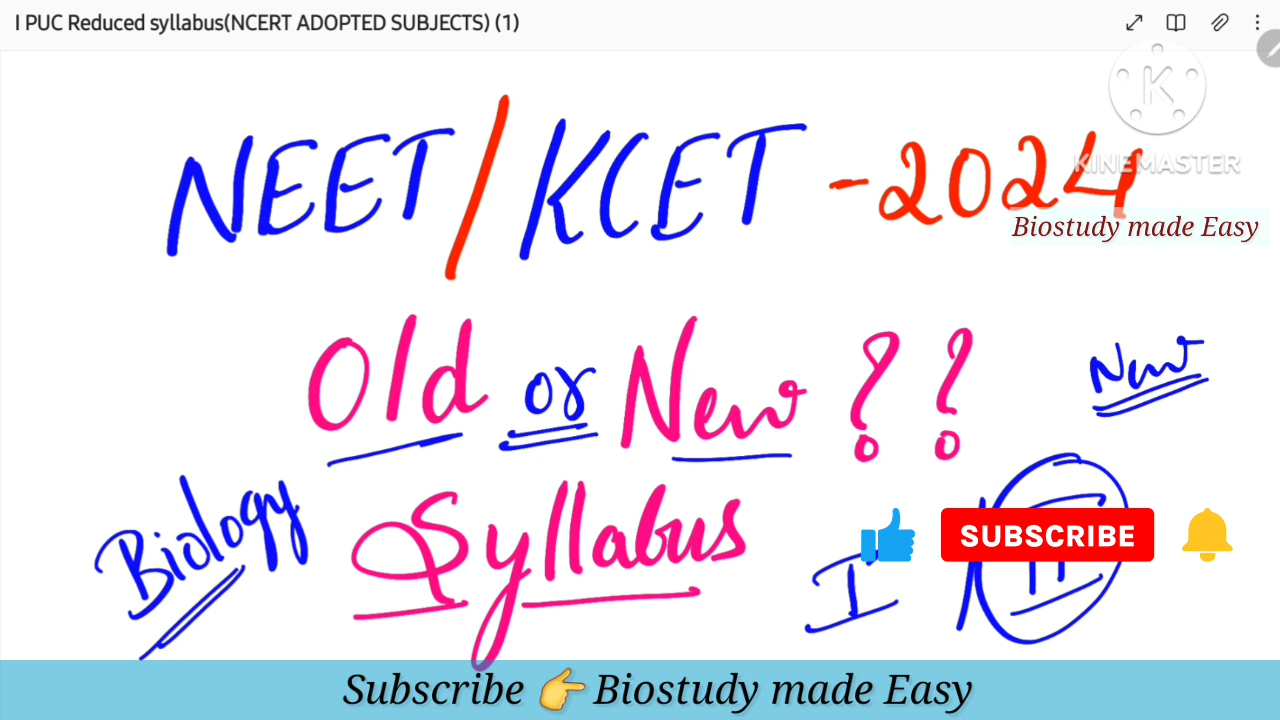 I PUC Reduced syllabus(NCERT ADOPTED SUBJECTS) (1)
K
KINEMASTER
NEET/KCET -2024
Biostudy made Easy
Old or New ??
New
Biology
Syllabus
SUBSCRIBE
I
II
Subscribe 👉 Biostudy made Easy